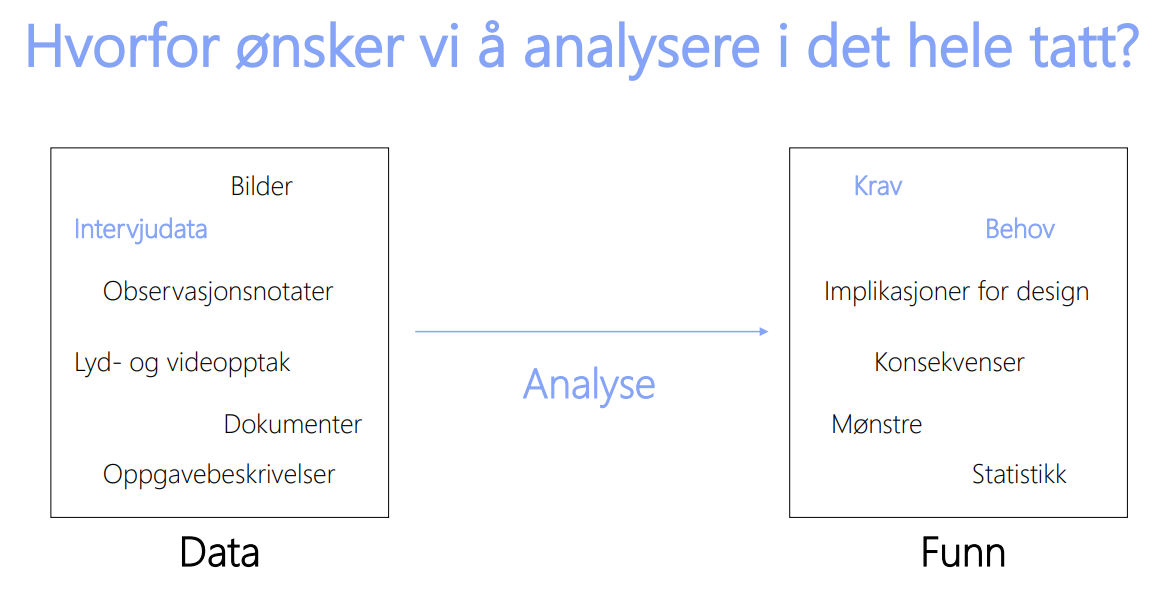 Hvorfor ønsker vi å analysere i det hele tatt?
Bilder
Intervjudata
Observasjonsnotater
Lyd- og videopptak
Dokumenter
Oppgavebeskrivelser
Data
Analyse
Krav
Behov
Implikasjoner for design
Konsekvenser
Mønstre
Statistikk
Funn